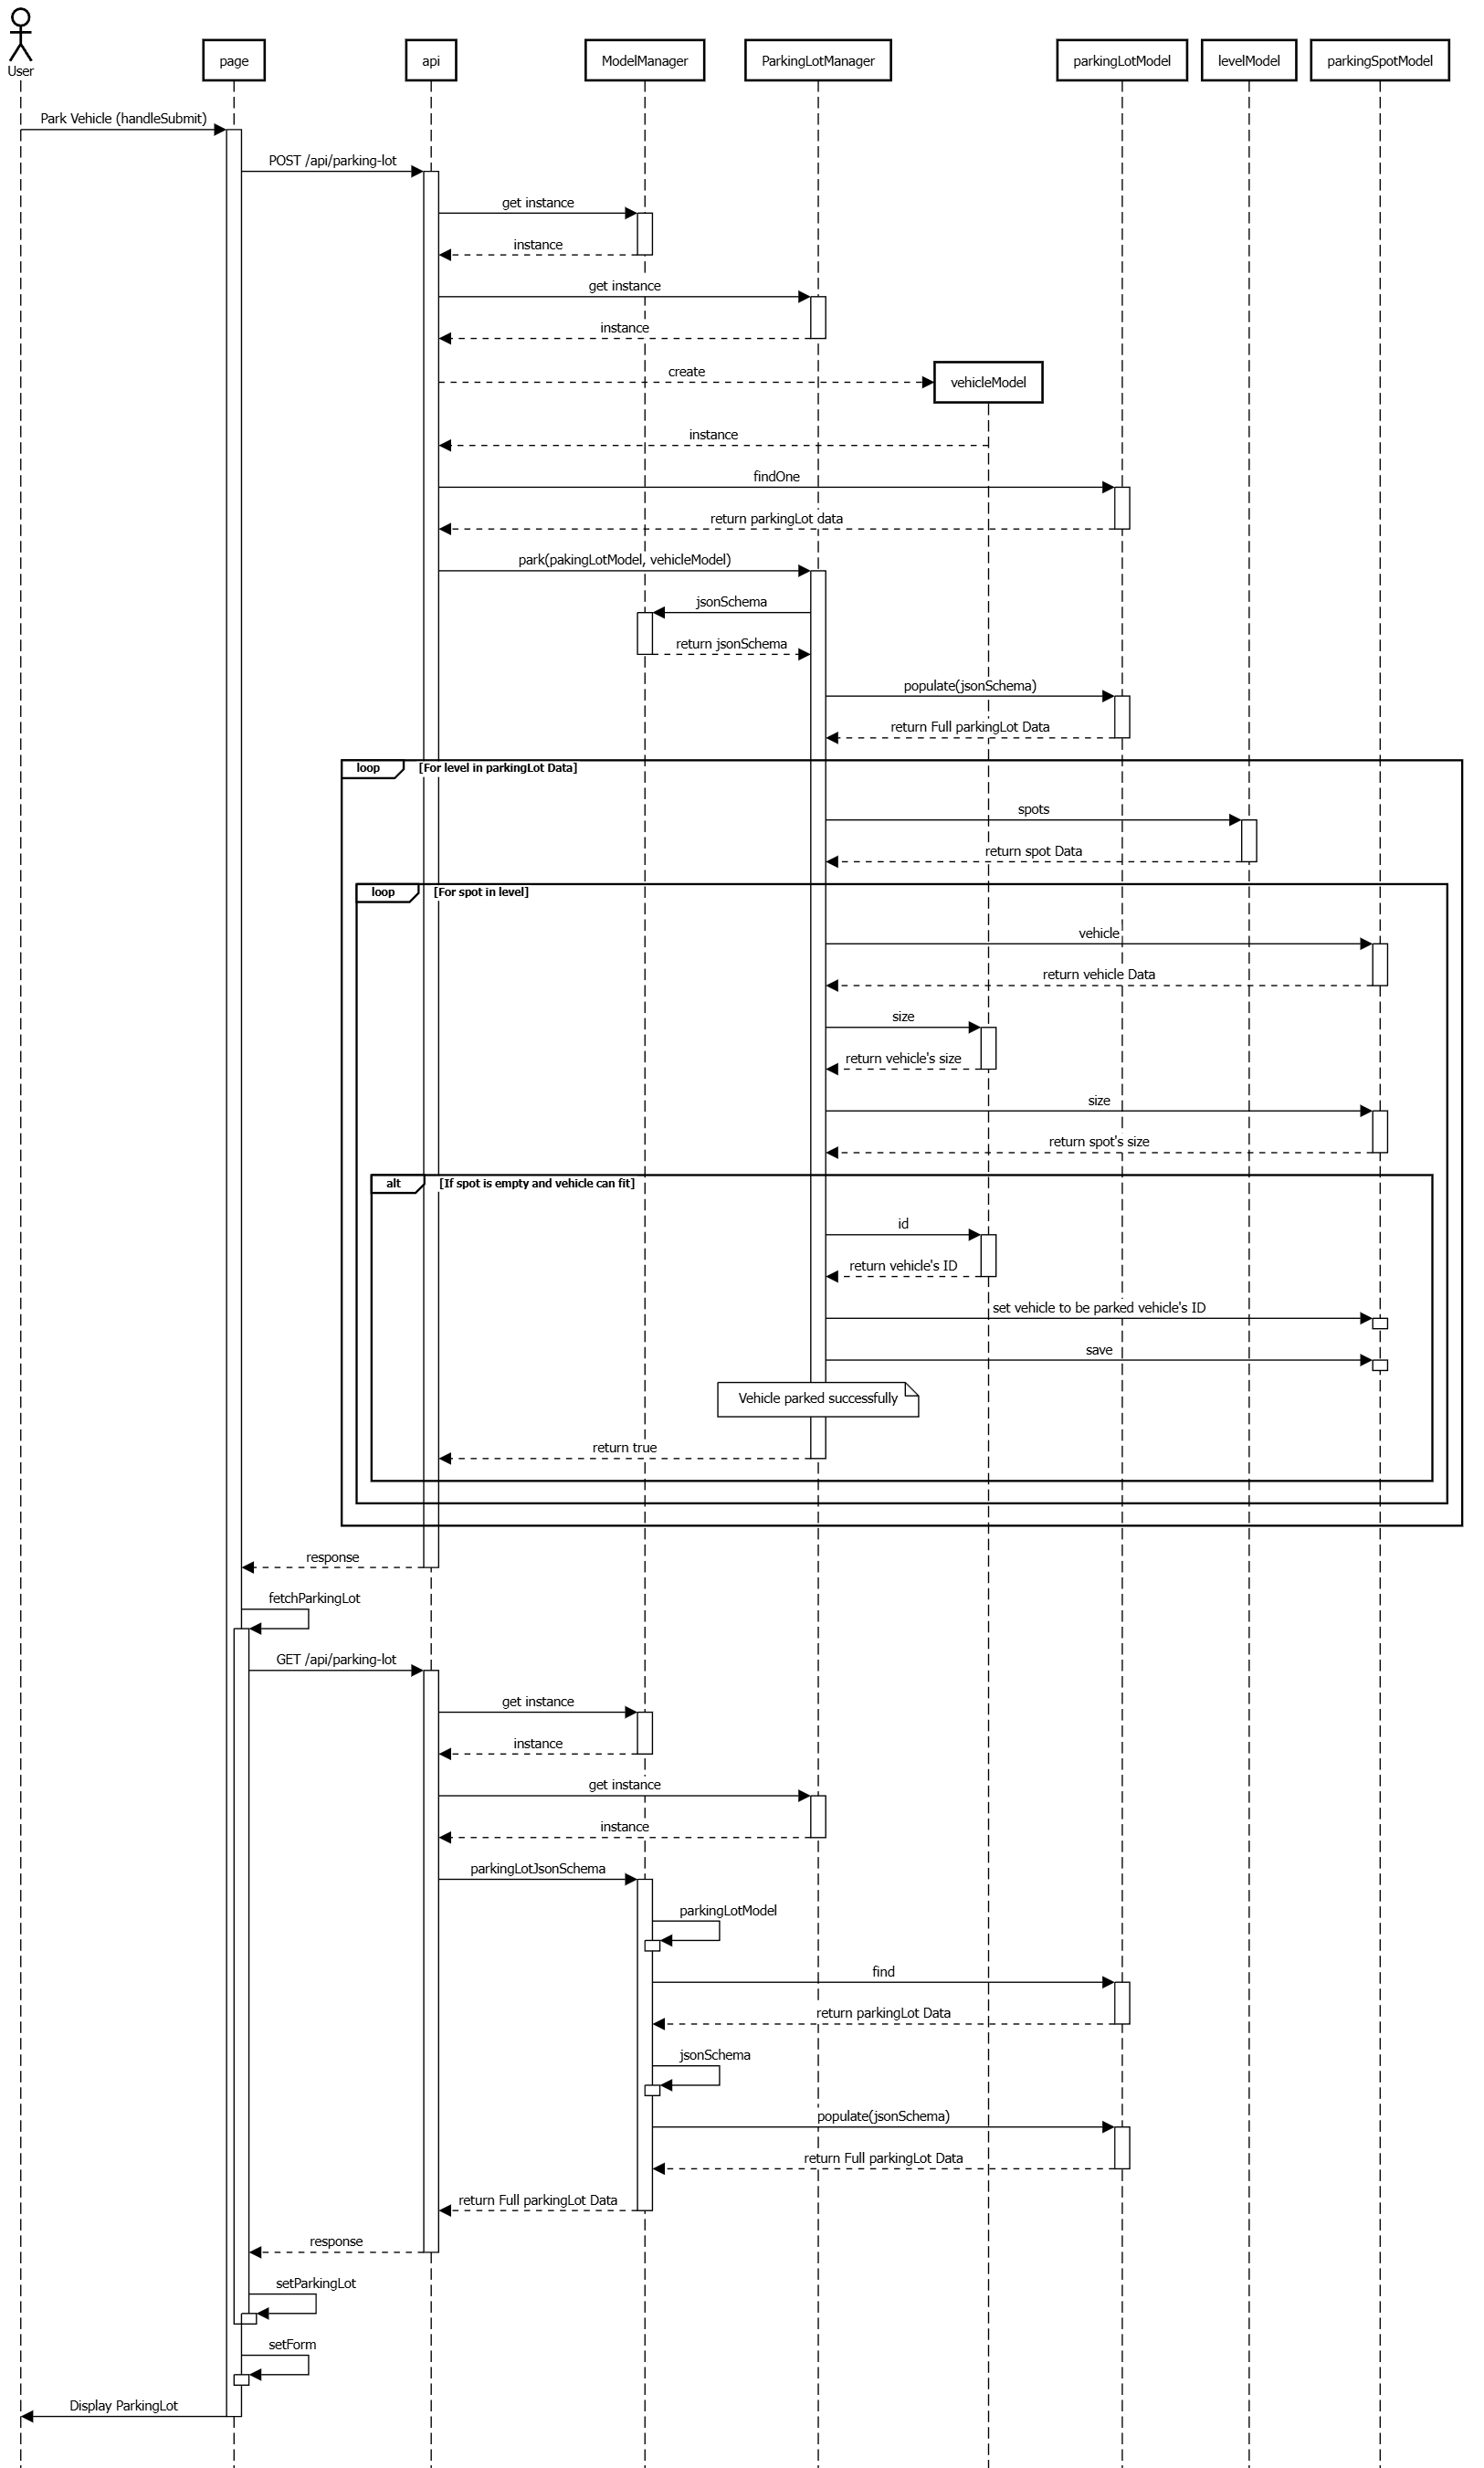 User
page
api
ModelManager
ParkingLotManager
parkingLotModel
levelModel
parkingSpotModel
Park Vehicle (handleSubmit)
POST /api/parking-lot
get instance
instance
get instance
instance
create
vehicleModel
instance
findOne
return parkingLot data
park(pakingLotModel, vehicleModel)
jsonSchema
return jsonSchema
populate(jsonSchema)
return Full parkingLot Data
loop [For level in parkingLot Data]
spots
return spot Data
loop [For spot in level]
vehicle
return vehicle Data
size
return vehicle's size
size
return spot's size
alt [If spot is empty and vehicle can fit]
id
return vehicle's ID
set vehicle to be parked vehicle's ID
save
Vehicle parked successfully
return true
response
fetchParkingLot
GET /api/parking-lot
get instance
instance
get instance
instance
parkingLotJsonSchema
parkingLotModel
find
return parkingLot Data
jsonSchema
populate(jsonSchema)
return Full parkingLot Data
return Full parkingLot Data
response
setParkingLot
setForm
Display ParkingLot